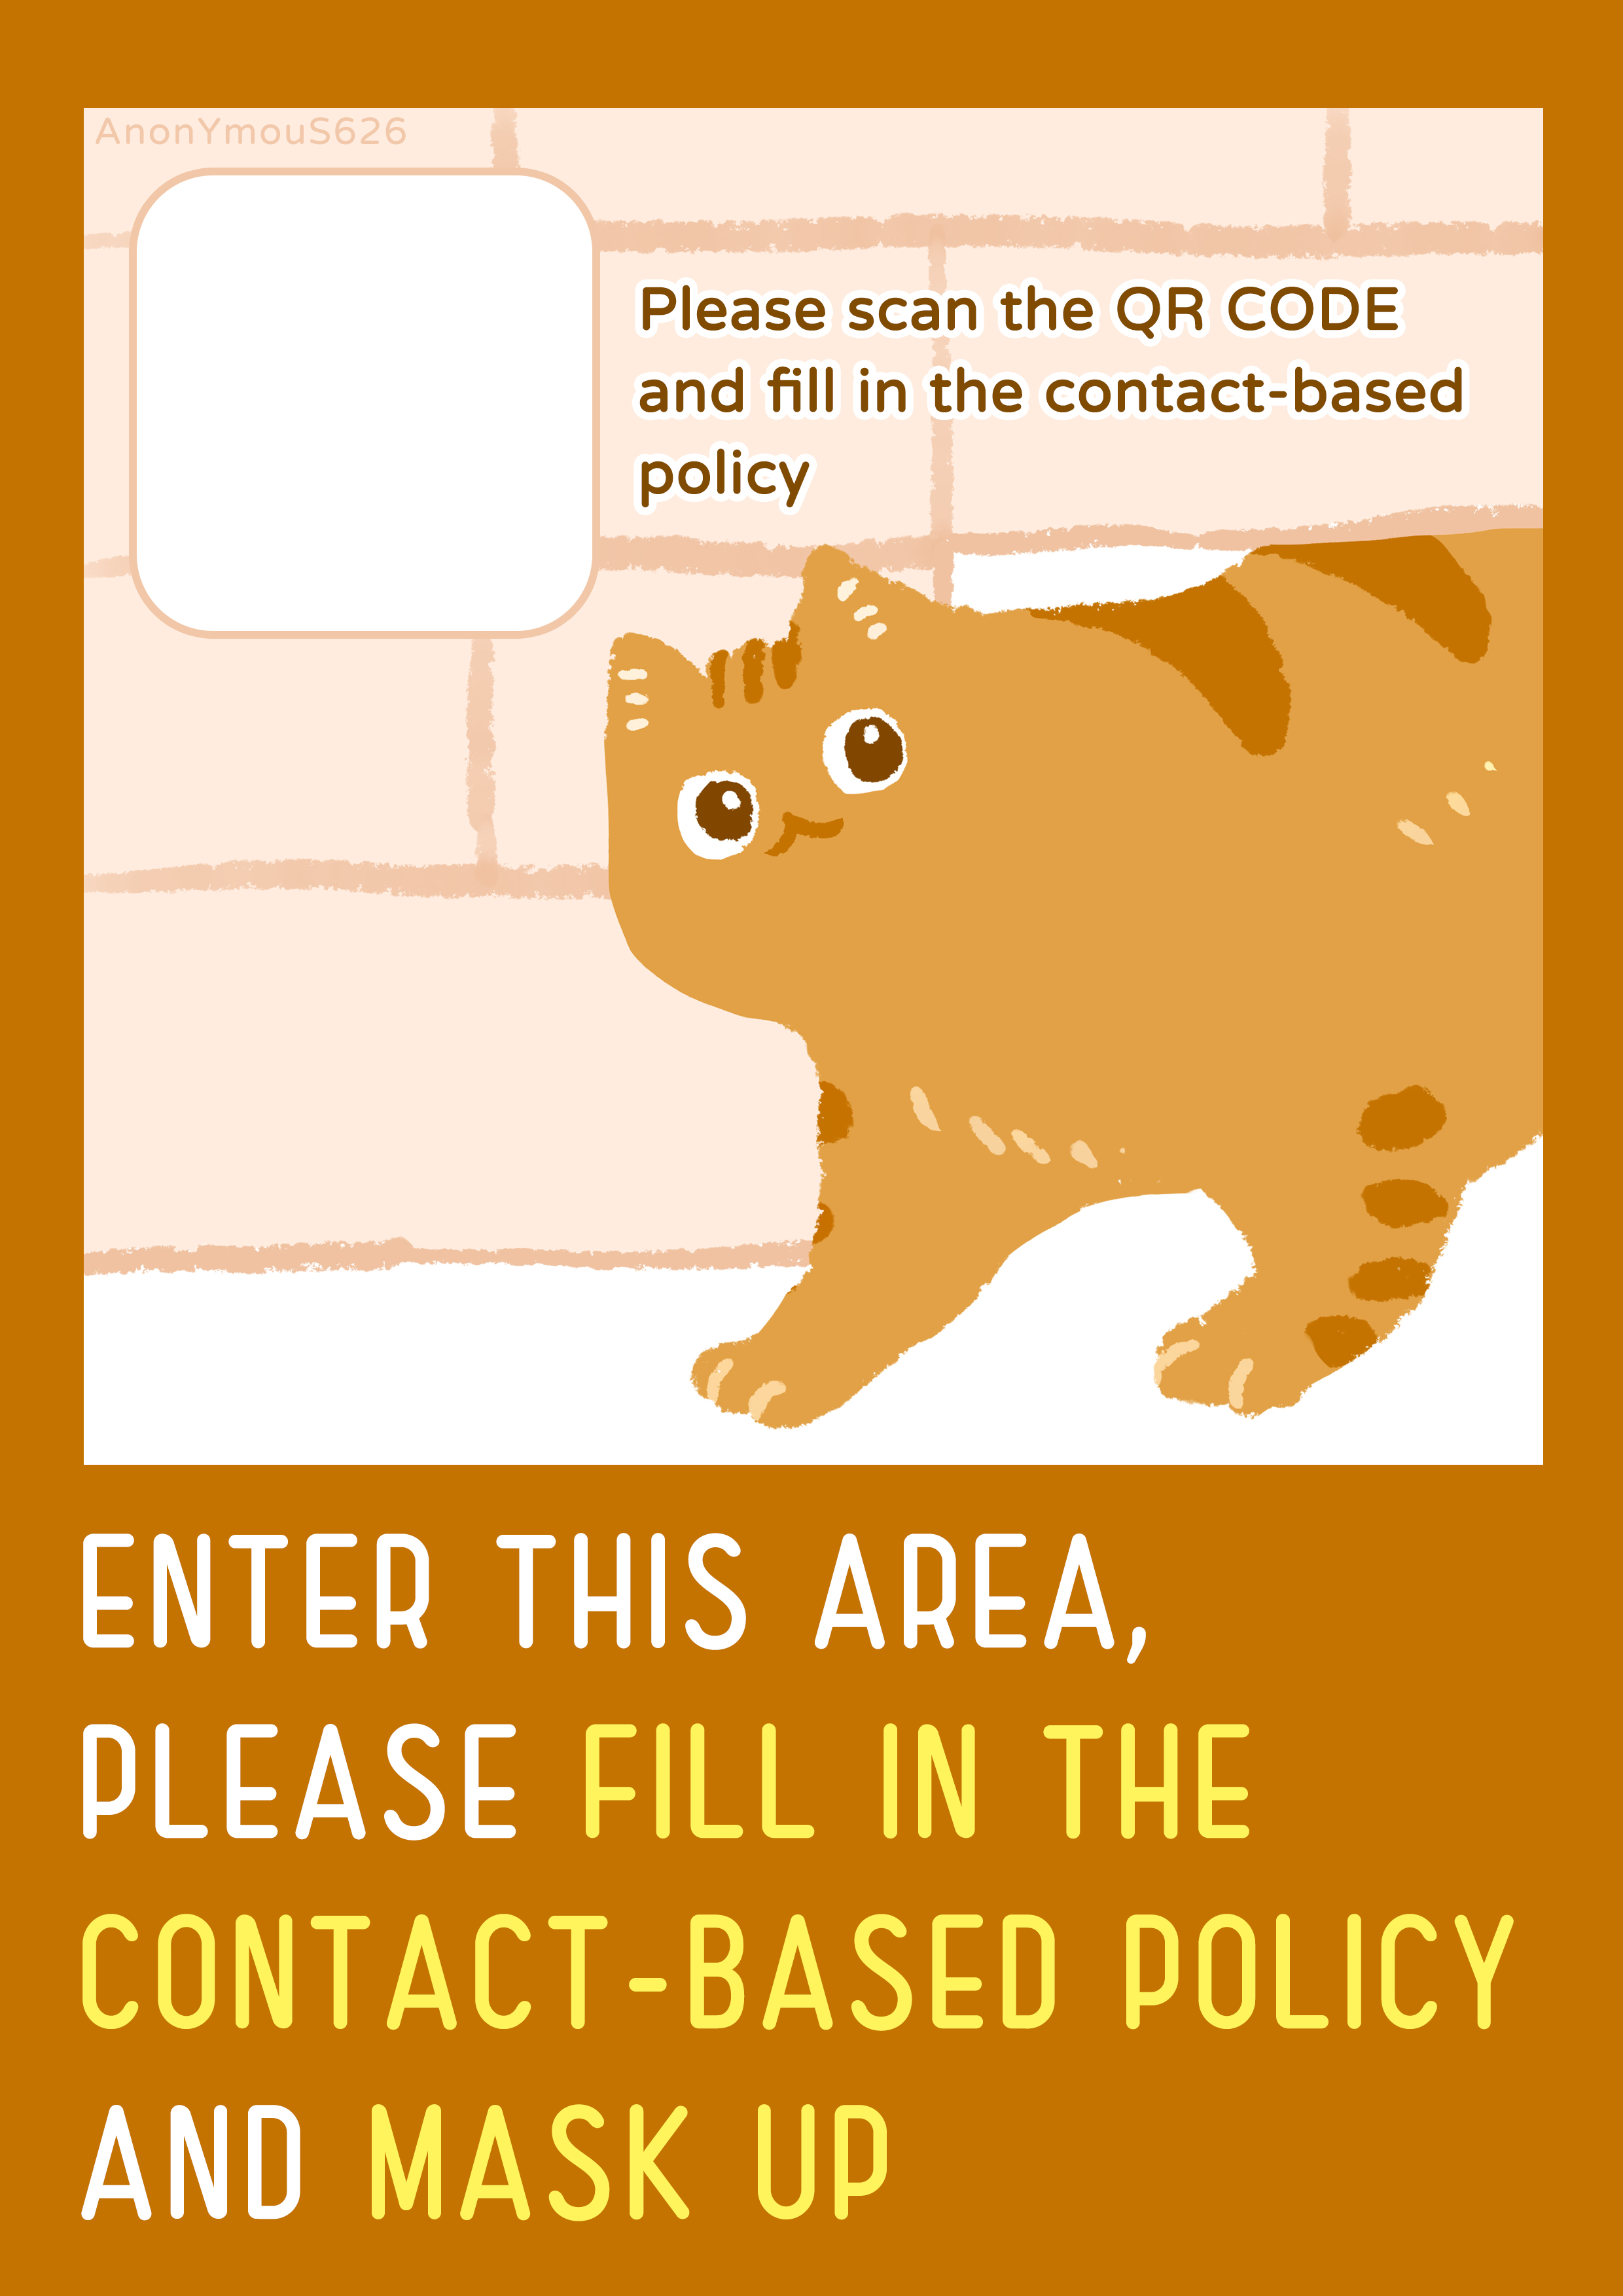 AnonYmouS626
Please scan the QR CODE
and fill in the contact-based
policy
ENTER THIS AREA,
PLEASE FILL IN THE
CONTACT-BASED POLICY
AND MASK UP